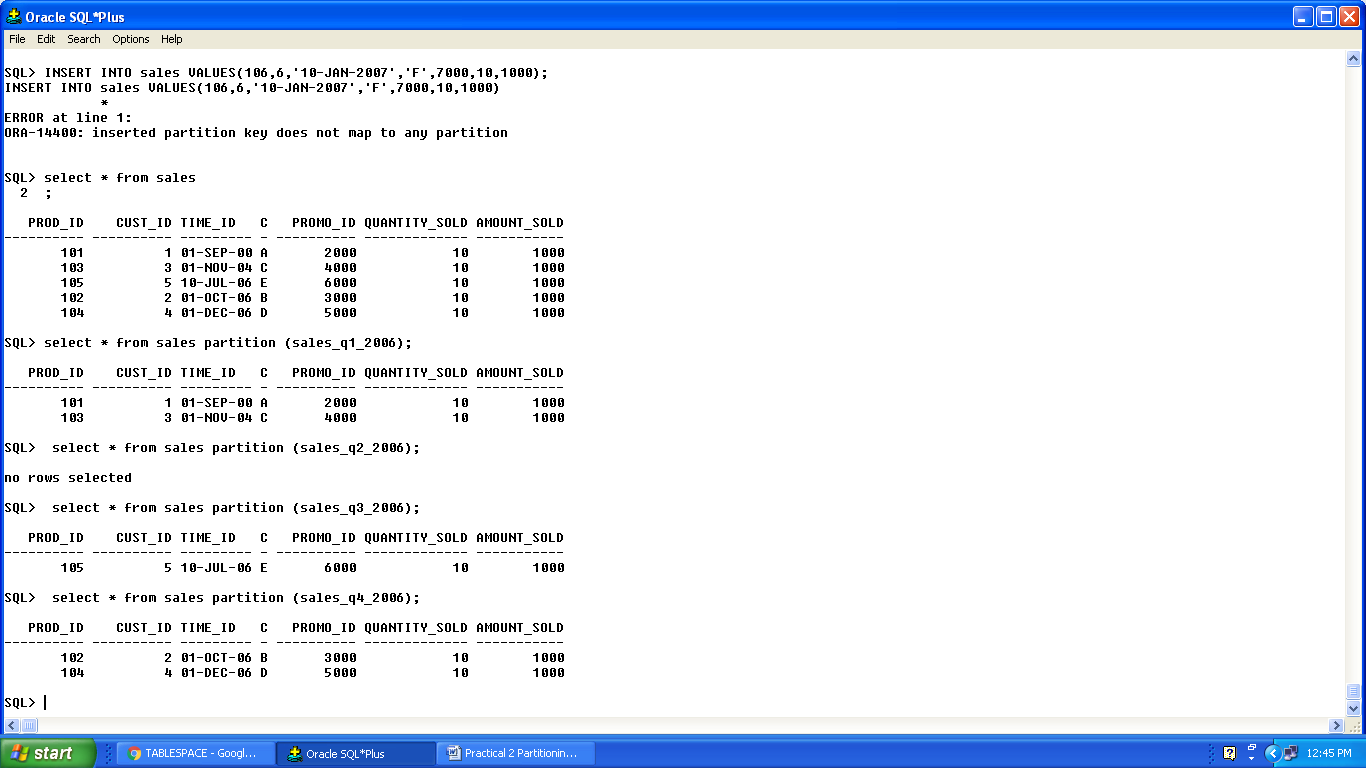 Oracle SQL*Plus
File Edit Search Options Help
SQL> INSERT INTO sales VALUES(106,6,'10-JAN-2007','F',7000,10,1000);
INSERT INTO sales VALUES(106,6,'10-JAN-2007','F',7000,10,1000)
*
ERROR at line 1:
ORA-14400: inserted partition key does not map to any partition
SQL> select * from sales
2 ;
PROD_ID CUST_ID TIME_ID C PROMO_ID QUANTITY_SOLD AMOUNT_SOLD
---------- ---------- --------- - ---------- ------------- -----------
101 1 01-SEP-00 A 2000 10 1000
103 3 01-NOV-04 C 4000 10 1000
105 5 10-JUL-06 E 6000 10 1000
102 2 01-OCT-06 B 3000 10 1000
104 4 01-DEC-06 D 5000 10 1000
SQL> select * from sales partition (sales_q1_2006);
PROD_ID CUST_ID TIME_ID C PROMO_ID QUANTITY_SOLD AMOUNT_SOLD
---------- ---------- --------- - ---------- ------------- -----------
101 1 01-SEP-00 A 2000 10 1000
103 3 01-NOV-04 C 4000 10 1000
SQL> select * from sales partition (sales_q2_2006);
no rows selected
SQL> select * from sales partition (sales_q3_2006);
PROD_ID CUST_ID TIME_ID C PROMO_ID QUANTITY_SOLD AMOUNT_SOLD
---------- ---------- --------- - ---------- ------------- -----------
105 5 10-JUL-06 E 6000 10 1000
SQL> select * from sales partition (sales_q4_2006);
PROD_ID CUST_ID TIME_ID C PROMO_ID QUANTITY_SOLD AMOUNT_SOLD
---------- ---------- --------- - ---------- ------------- -----------
102 2 01-OCT-06 B 3000 10 1000
104 4 01-DEC-06 D 5000 10 1000
SQL>
start TABLESPACE - Googl... Oracle SQL*Plus Practical 2 Partitionin... 12:45 PM